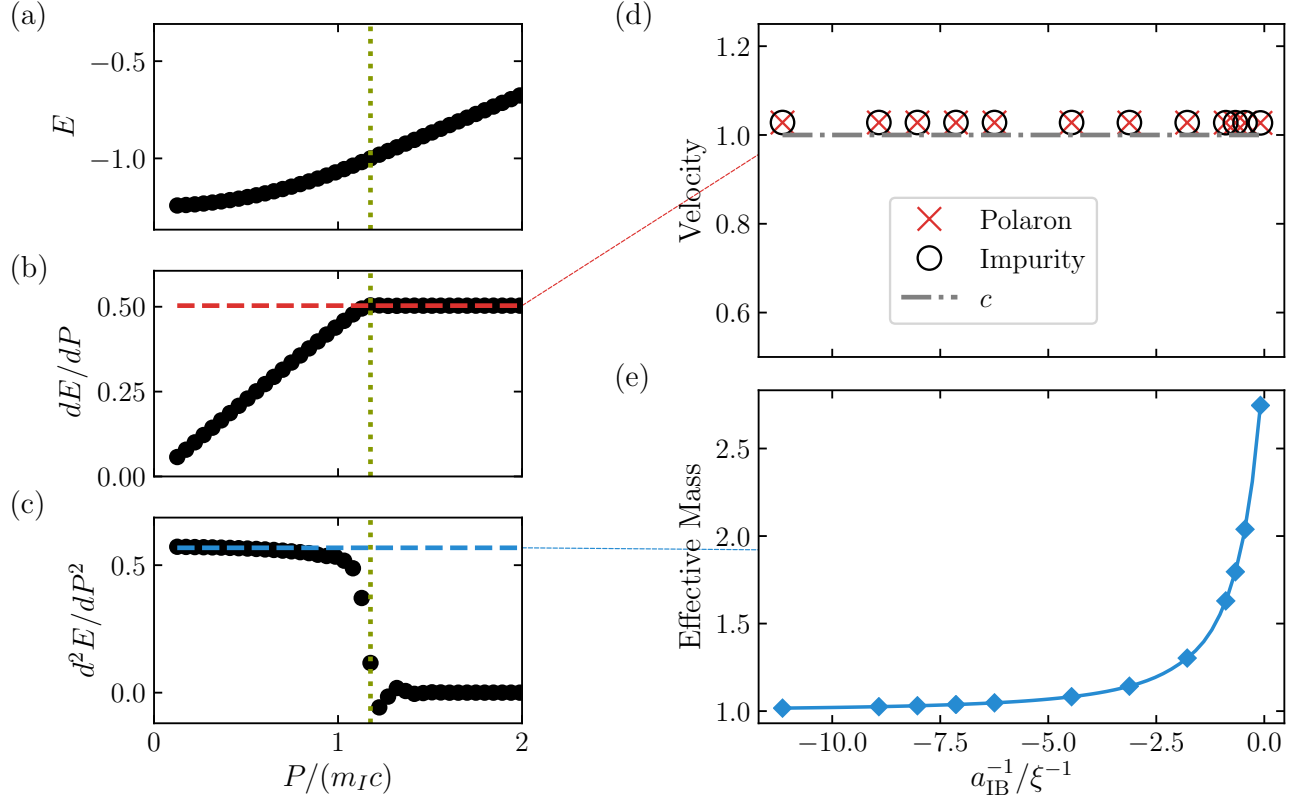 (a)
−0.5
−1.0
E
(b)
0.50
0.25
0.00
dE/dP
(c)
0.5
0.0
d²E/dP²
0
1
2
P/(m_I c)
(d)
1.2
1.0
0.8
0.6
Velocity
Polaron
Impurity
c
(e)
2.5
2.0
1.5
1.0
Effective Mass
−10.0
−7.5
−5.0
−2.5
0.0
a_IB^−1/ξ^−1